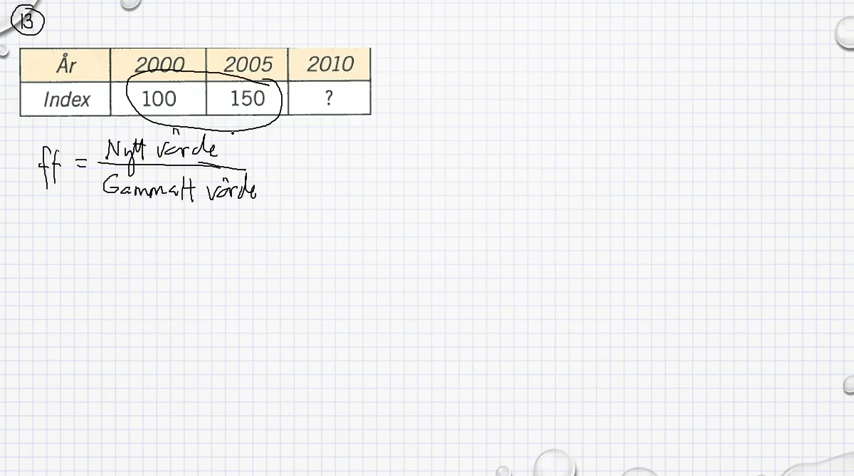 13
År 2000 2005 2010
Index 100 150 ?
ff = Nytt värde
Gammalt värde